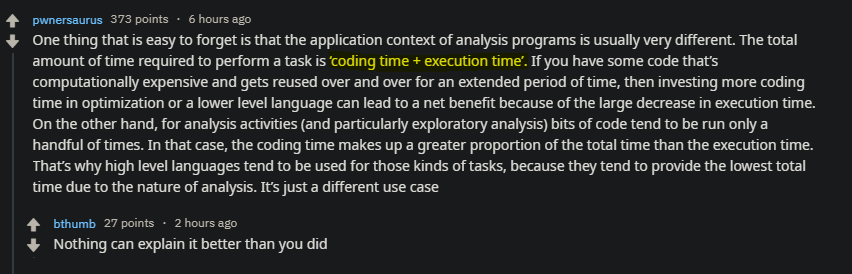 pwnersaurus 373 points · 6 hours ago
One thing that is easy to forget is that the application context of analysis programs is usually very different. The total
amount of time required to perform a task is 'coding time + execution time'. If you have some code that's
computationally expensive and gets reused over and over for an extended period of time, then investing more coding
time in optimization or a lower level language can lead to a net benefit because of the large decrease in execution time.
On the other hand, for analysis activities (and particularly exploratory analysis) bits of code tend to be run only a
handful of times. In that case, the coding time makes up a greater proportion of the total time than the execution time.
That's why high level languages tend to be used for those kinds of tasks, because they tend to provide the lowest total
time due to the nature of analysis. It's just a different use case
bthumb 27 points · 2 hours ago
Nothing can explain it better than you did